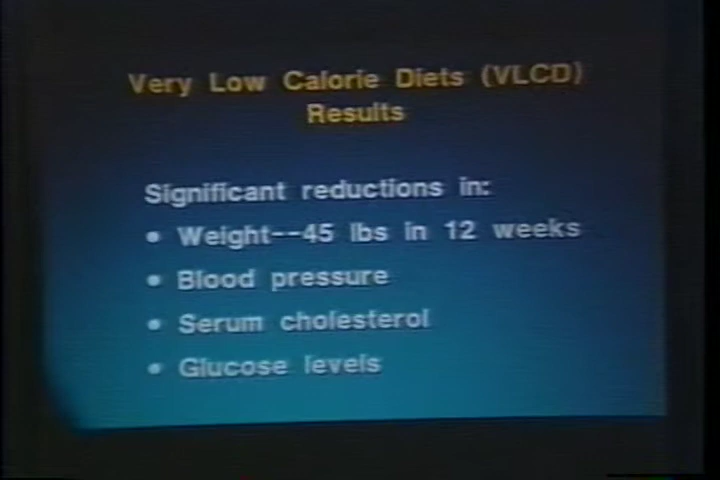 Very Low Calorie Diets (VLCD)
Results
Significant reductions in:
• Weight--45 lbs in 12 weeks
• Blood pressure
• Serum cholesterol
• Glucose levels